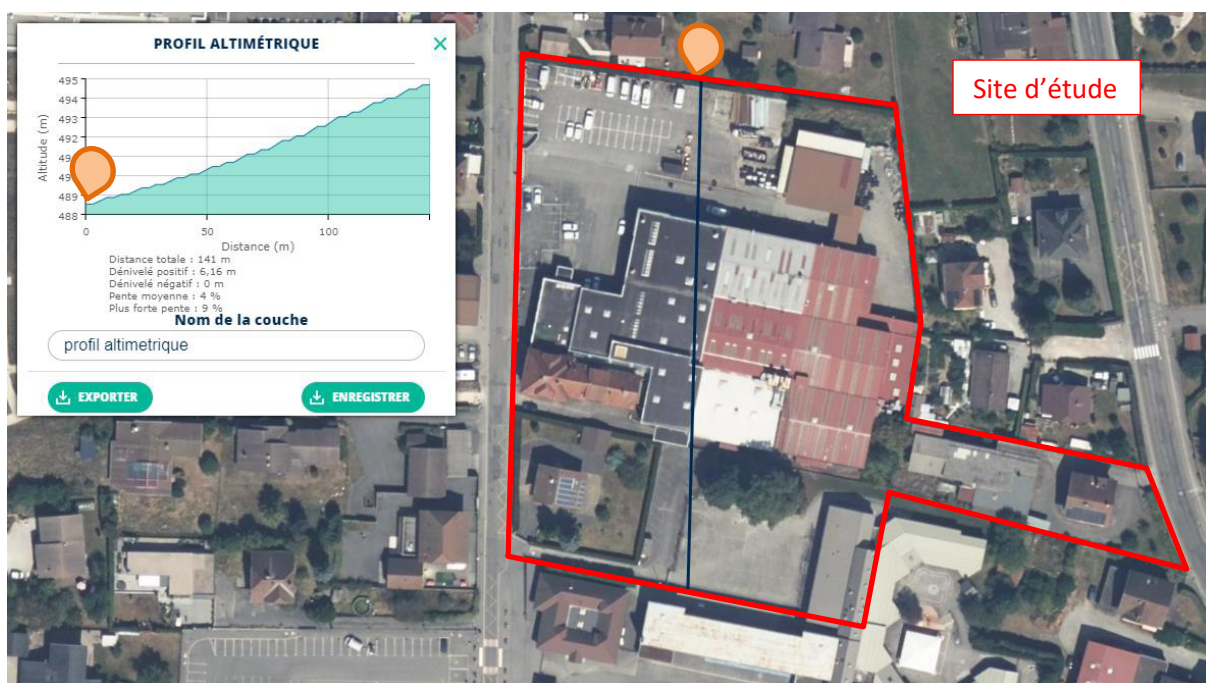 PROFIL ALTIMÉTRIQUE
Site d'étude
495
494
493
492
489
488
Altitude (m)
0
50
100
Distance (m)
Distance totale : 141 m
Dénivelé positif : 6,16 m
Dénivelé négatif : 0 m
Pente moyenne : 4 %
Plus forte pente : 9 %
Nom de la couche
profil altimetrique
EXPORTER
ENREGISTRER